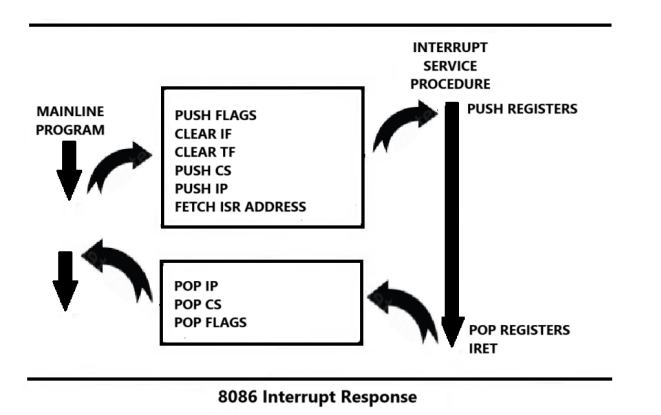 INTERRUPT
SERVICE
PROCEDURE
MAINLINE
PROGRAM
PUSH FLAGS
CLEAR IF
CLEAR TF
PUSH CS
PUSH IP
FETCH ISR ADDRESS
PUSH REGISTERS
POP IP
POP CS
POP FLAGS
POP REGISTERS
IRET
8086 Interrupt Response